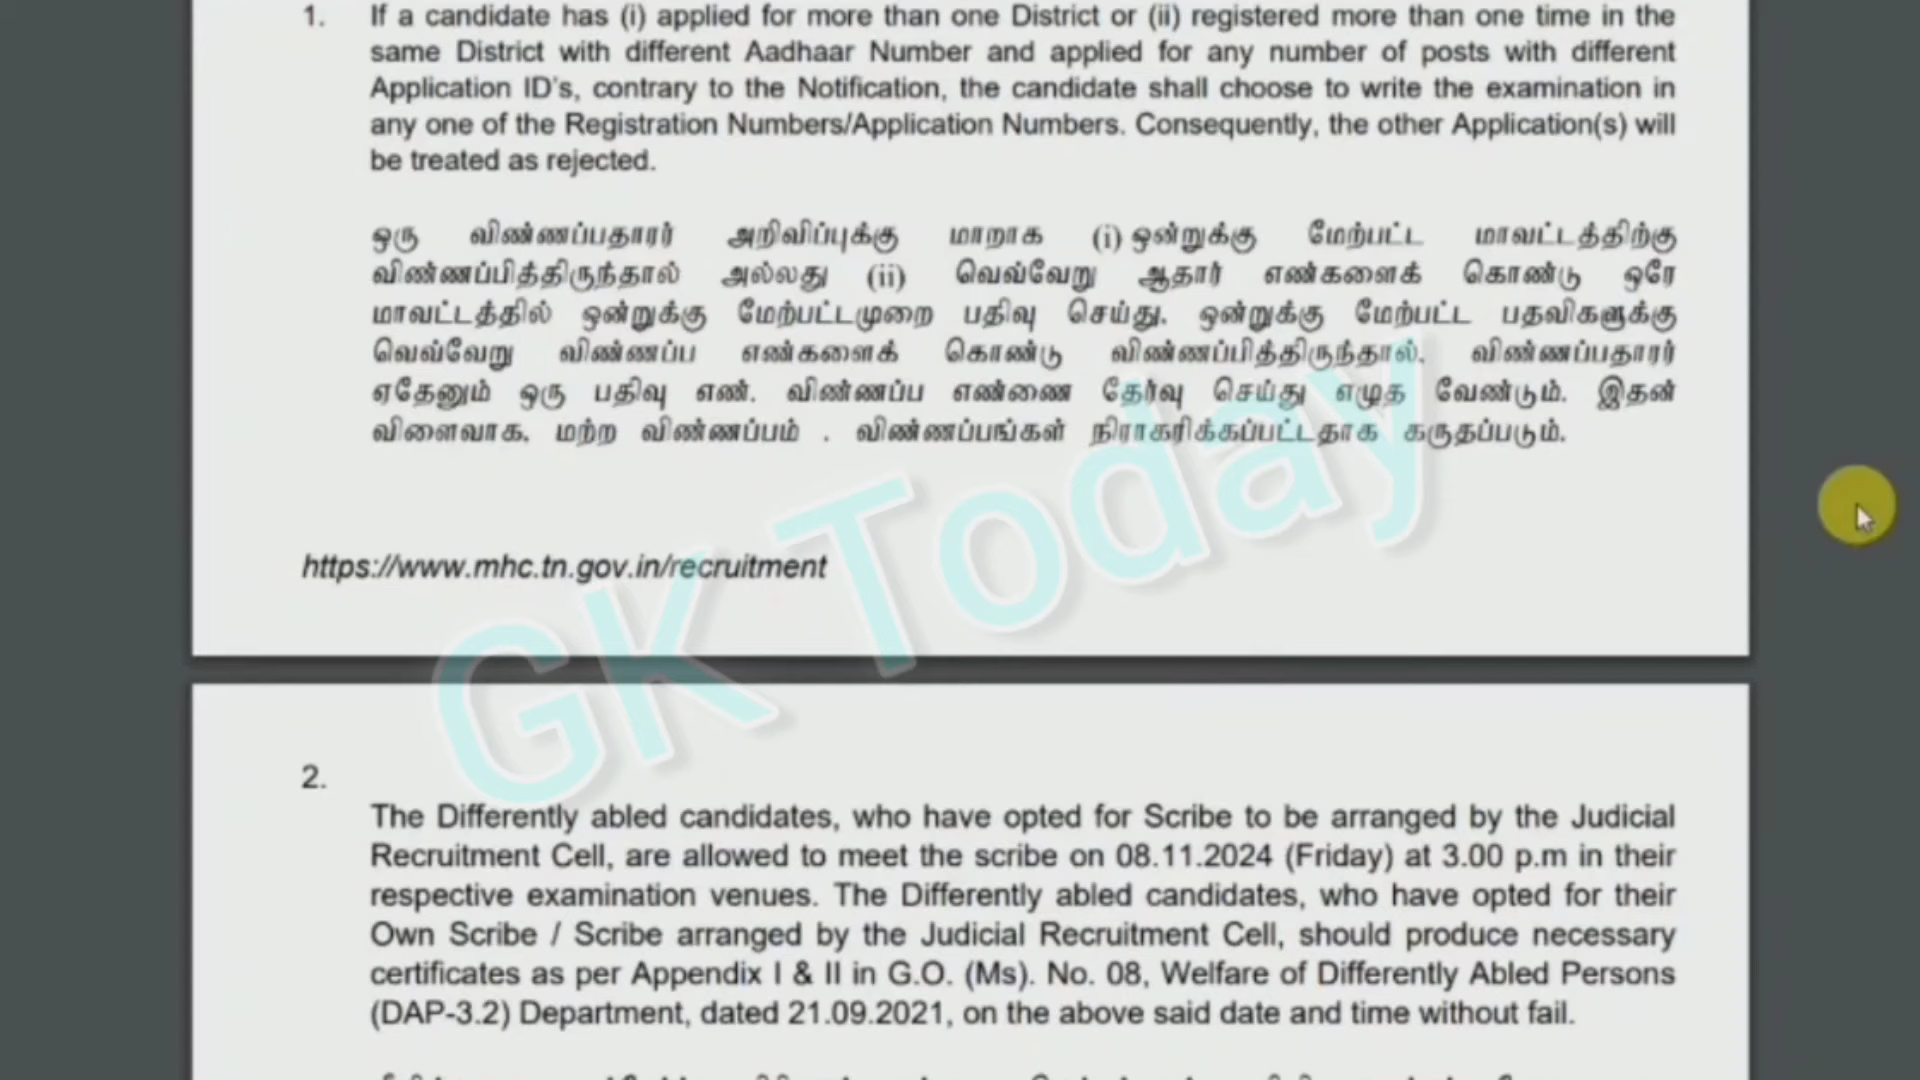 1. If a candidate has (i) applied for more than one District or (ii) registered more than one time in the
same District with different Aadhaar Number and applied for any number of posts with different
Application ID's, contrary to the Notification, the candidate shall choose to write the examination in
any one of the Registration Numbers/Application Numbers. Consequently, the other Application(s) will
be treated as rejected.
ஒரு விண்ணப்பதாரர் அறிவிப்புக்கு மாறாக (i) ஒன்றுக்கு மேற்பட்ட மாவட்டத்திற்கு
விண்ணப்பித்திருந்தால் அல்லது (ii) வெவ்வேறு ஆதார் எண்களைக் கொண்டு ஒரே
மாவட்டத்தில் ஒன்றுக்கு மேற்பட்டமுறை பதிவு செய்து. ஒன்றுக்கு மேற்பட்ட பதவிகளுக்கு
வெவ்வேறு விண்ணப்ப எண்களைக் கொண்டு விண்ணப்பித்திருந்தால். விண்ணப்பதாரர்
ஏதேனும் ஒரு பதிவு எண். விண்ணப்ப எண்ணை தேர்வு செய்து எழுத வேண்டும். இதன்
விளைவாக. மற்ற விண்ணப்பம் . விண்ணப்பங்கள் நிராகரிக்கப்பட்டதாக கருதப்படும்.
GK Today
https://www.mhc.tn.gov.in/recruitment
2.
The Differently abled candidates, who have opted for Scribe to be arranged by the Judicial
Recruitment Cell, are allowed to meet the scribe on 08.11.2024 (Friday) at 3.00 p.m in their
respective examination venues. The Differently abled candidates, who have opted for their
Own Scribe / Scribe arranged by the Judicial Recruitment Cell, should produce necessary
certificates as per Appendix I & II in G.O. (Ms). No. 08, Welfare of Differently Abled Persons
(DAP-3.2) Department, dated 21.09.2021, on the above said date and time without fail.